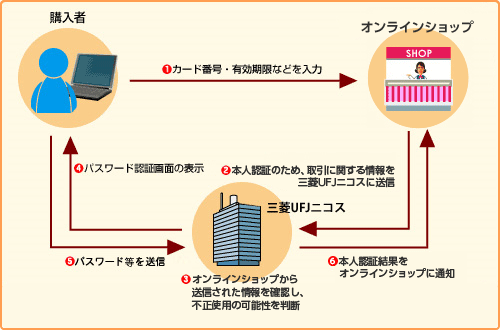 購入者
オンラインショップ
SHOP
❶カード番号・有効期限などを入力
❹パスワード認証画面の表示
❷本人認証のため、取引に関する情報を
三菱UFJニコスに送信
三菱UFJニコス
❺パスワード等を送信
❸オンラインショップから
送信された情報を確認し、
不正使用の可能性を判断
❻本人認証結果を
オンラインショップに通知